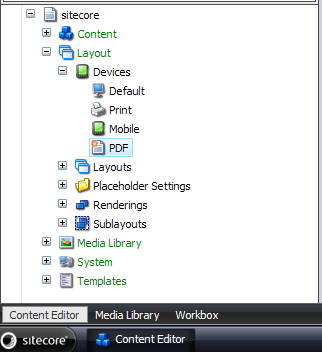 sitecore
Content
Layout
Devices
Default
Print
Mobile
PDF
Layouts
Placeholder Settings
Renderings
Sublayouts
Media Library
System
Templates
Content Editor Media Library Workbox
sitecore Content Editor